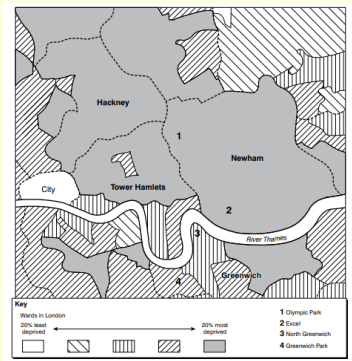 Hackney
1
Newham
City
Tower Hamlets
2
3
River Thames
4
Greenwich
Key
Wards in London
20% least
deprived
20% most
deprived
1 Olympic Park
2 Excel
3 North Greenwich
4 Greenwich Park